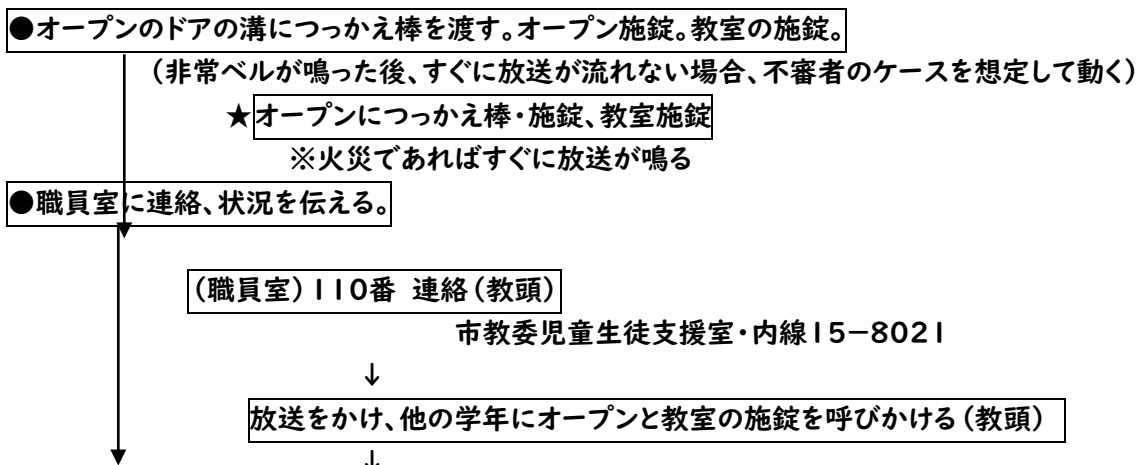 ●オープンのドアの溝につっかえ棒を渡す。オープン施錠。教室の施錠。
（非常ベルが鳴った後、すぐに放送が流れない場合、不審者のケースを想定して動く）
★オープンにつっかえ棒・施錠、教室施錠
※火災であればすぐに放送が鳴る
●職員室に連絡、状況を伝える。
（職員室）110番 連絡（教頭）
市教委児童生徒支援室・内線15－8021
↓
放送をかけ、他の学年にオープンと教室の施錠を呼びかける（教頭）
↓